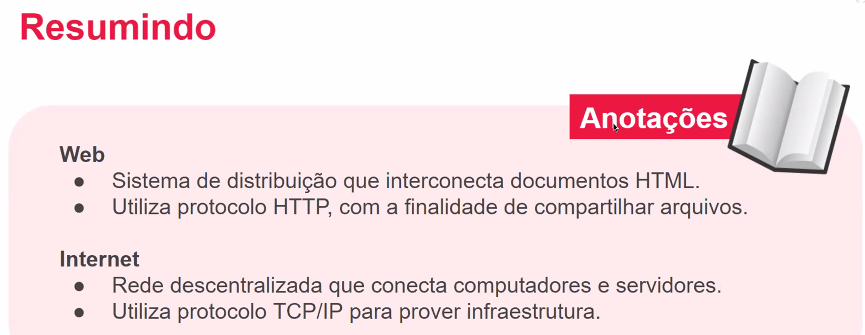 Resumindo
Anotações
Web
● Sistema de distribuição que interconecta documentos HTML.
● Utiliza protocolo HTTP, com a finalidade de compartilhar arquivos.
Internet
● Rede descentralizada que conecta computadores e servidores.
● Utiliza protocolo TCP/IP para prover infraestrutura.